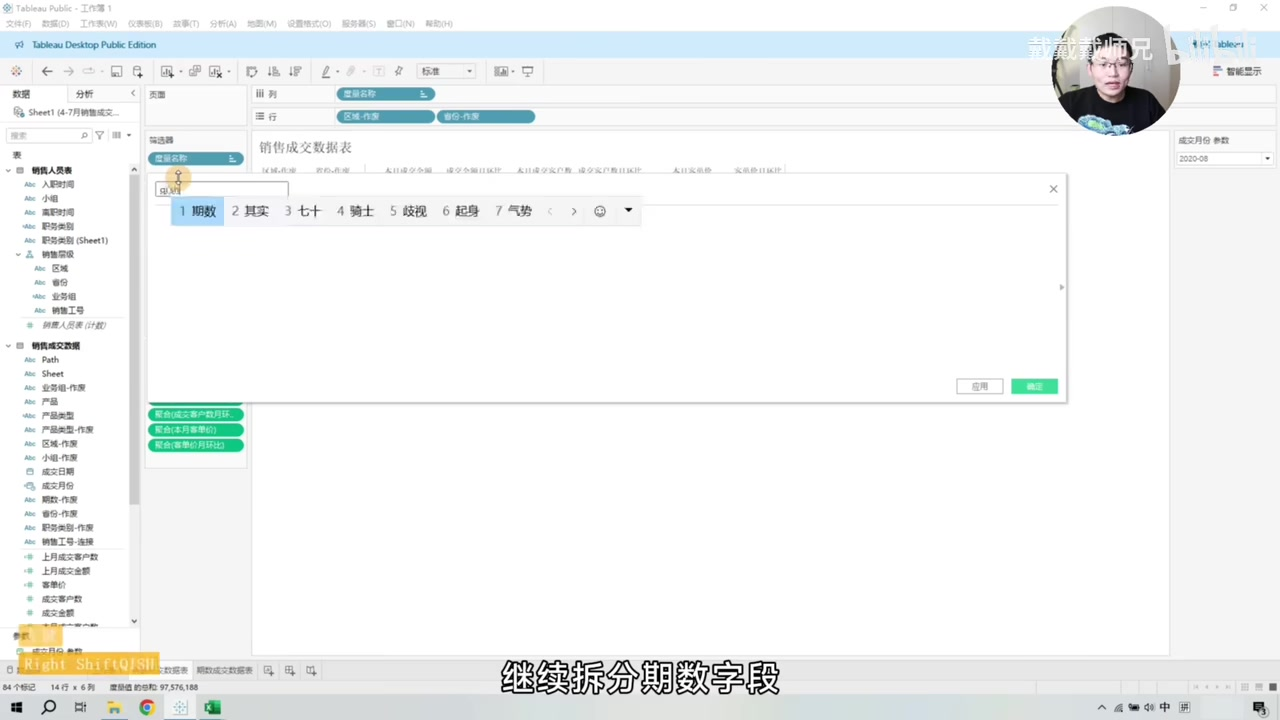 Tableau Public - 工作簿 1
文件(F) 数据(D) 工作表(W) 仪表板(B) 故事(T) 分析(A) 地图(M) 设置格式(O) 服务器(S) 窗口(N) 帮助(H)
Tableau Desktop Public Edition
戴戴戴师兄
标准
智能显示
数据 分析
页面
列 度量名称
行 区域-作废 省份-作废
Sheet1 (4-7月销售成交...
搜索
筛选器
度量名称
销售成交数据表
成交月份 参数
2020-08
表
销售人员表
入职时间
小组
离职时间
职务类别
职务类别 (Sheet1)
销售层级
区域
省份
业务组
销售工号
销售人员表 (计数)
1 期数 2 其实 3 七十 4 骑士 5 歧视 6 起身 7 气势
应用 确定
销售成交数据
Path
Sheet
业务组-作废
产品
产品类型
产品类型-作废
区域-作废
小组-作废
成交日期
成交月份
期数-作废
省份-作废
职务类别-作废
销售工号-连接
上月成交客户数
上月成交金额
客单价
成交客户数
成交金额
聚合(成交客户数月环..
聚合(本月客单价)
聚合(客单价月环比)
参数
成交月份 参数
Right ShiftQISH
期数成交数据表
继续拆分期数字段
84 个标记 14 行 x 6 列 度量值 的总和: 97,576,188
中 拼